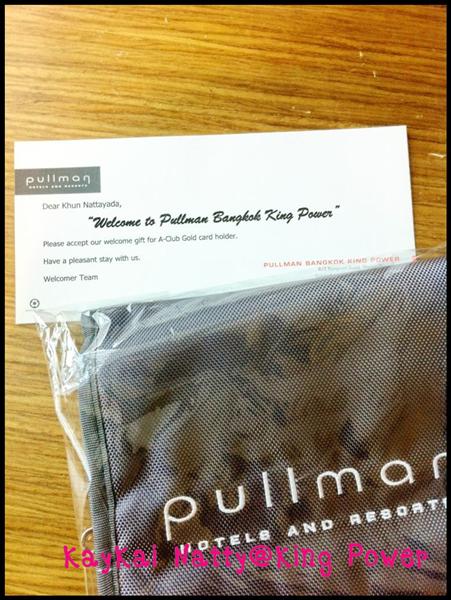 pullman
HOTELS AND RESORTS
Dear Khun Nattayada,
"Welcome to Pullman Bangkok King Power"
Please accept our welcome gift for A-Club Gold card holder.
Have a pleasant stay with us.
PULLMAN BANGKOK KING POWER
Welcomer Team
pullman
HOTELS AND RESORTS
KayKai Natty@King Power